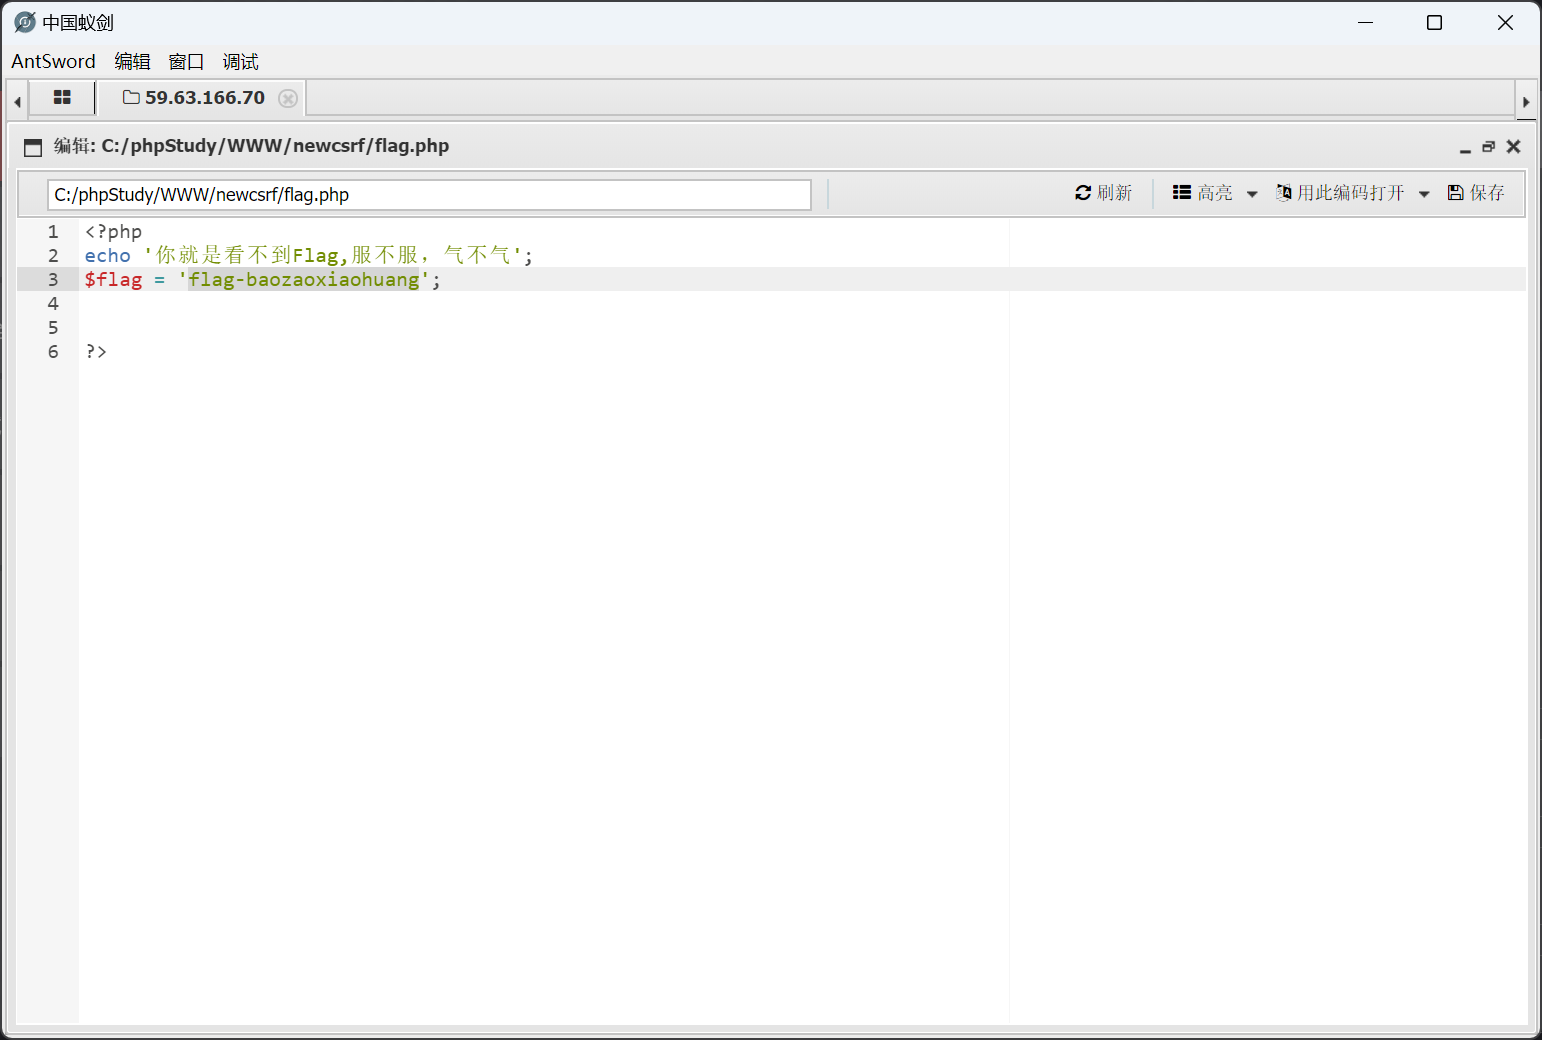 中国蚁剑
AntSword 编辑 窗口 调试
59.63.166.70
编辑: C:/phpStudy/WWW/newcsrf/flag.php
C:/phpStudy/WWW/newcsrf/flag.php 刷新 高亮 用此编码打开 保存
1 <?php
2 echo '你就是看不到Flag,服不服，气不气';
3 $flag = 'flag-baozaoxiaohuang';
4
5
6 ?>